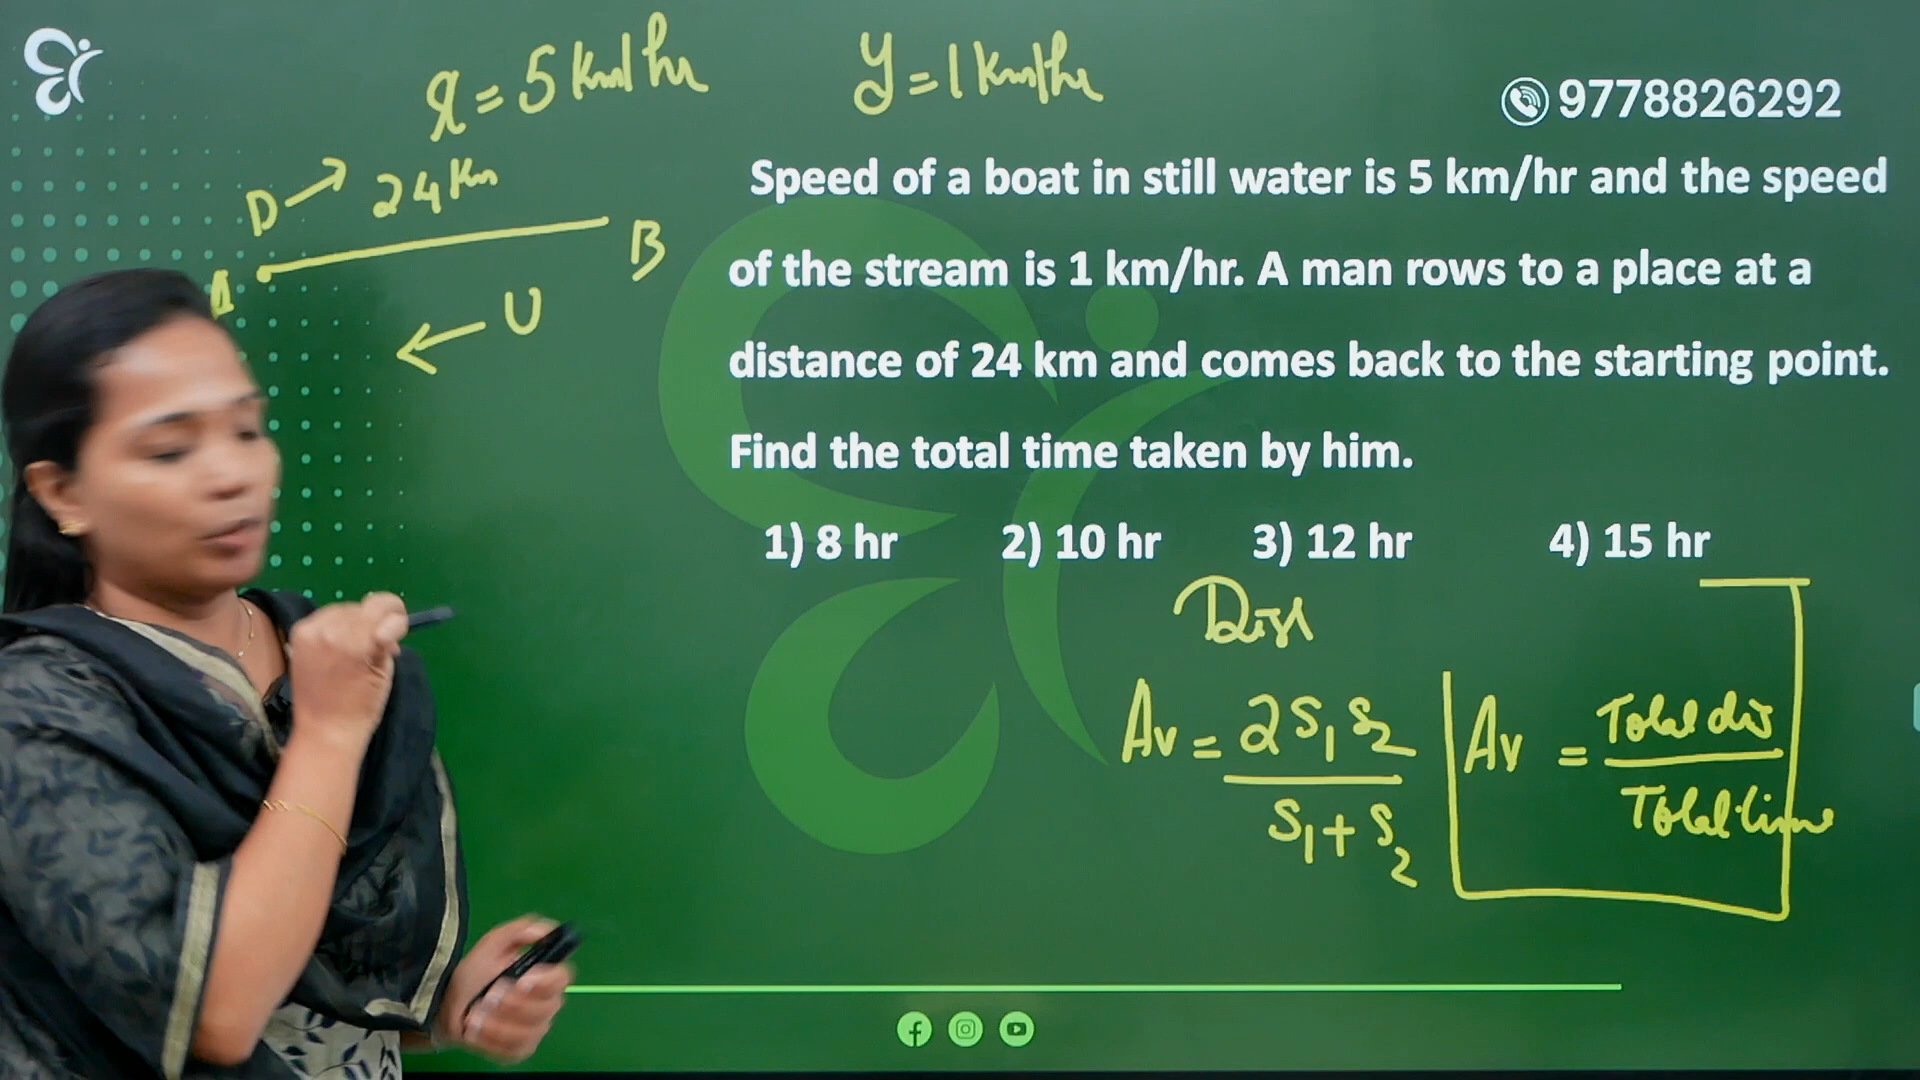 x = 5 km/hr
y = 1 km/hr
9778826292
D → 24 km
A
B
← U
Speed of a boat in still water is 5 km/hr and the speed
of the stream is 1 km/hr. A man rows to a place at a
distance of 24 km and comes back to the starting point.
Find the total time taken by him.
1) 8 hr 2) 10 hr 3) 12 hr 4) 15 hr
Av = 2 S₁ S₂ / S₁ + S₂
Av = Total dis / Total time